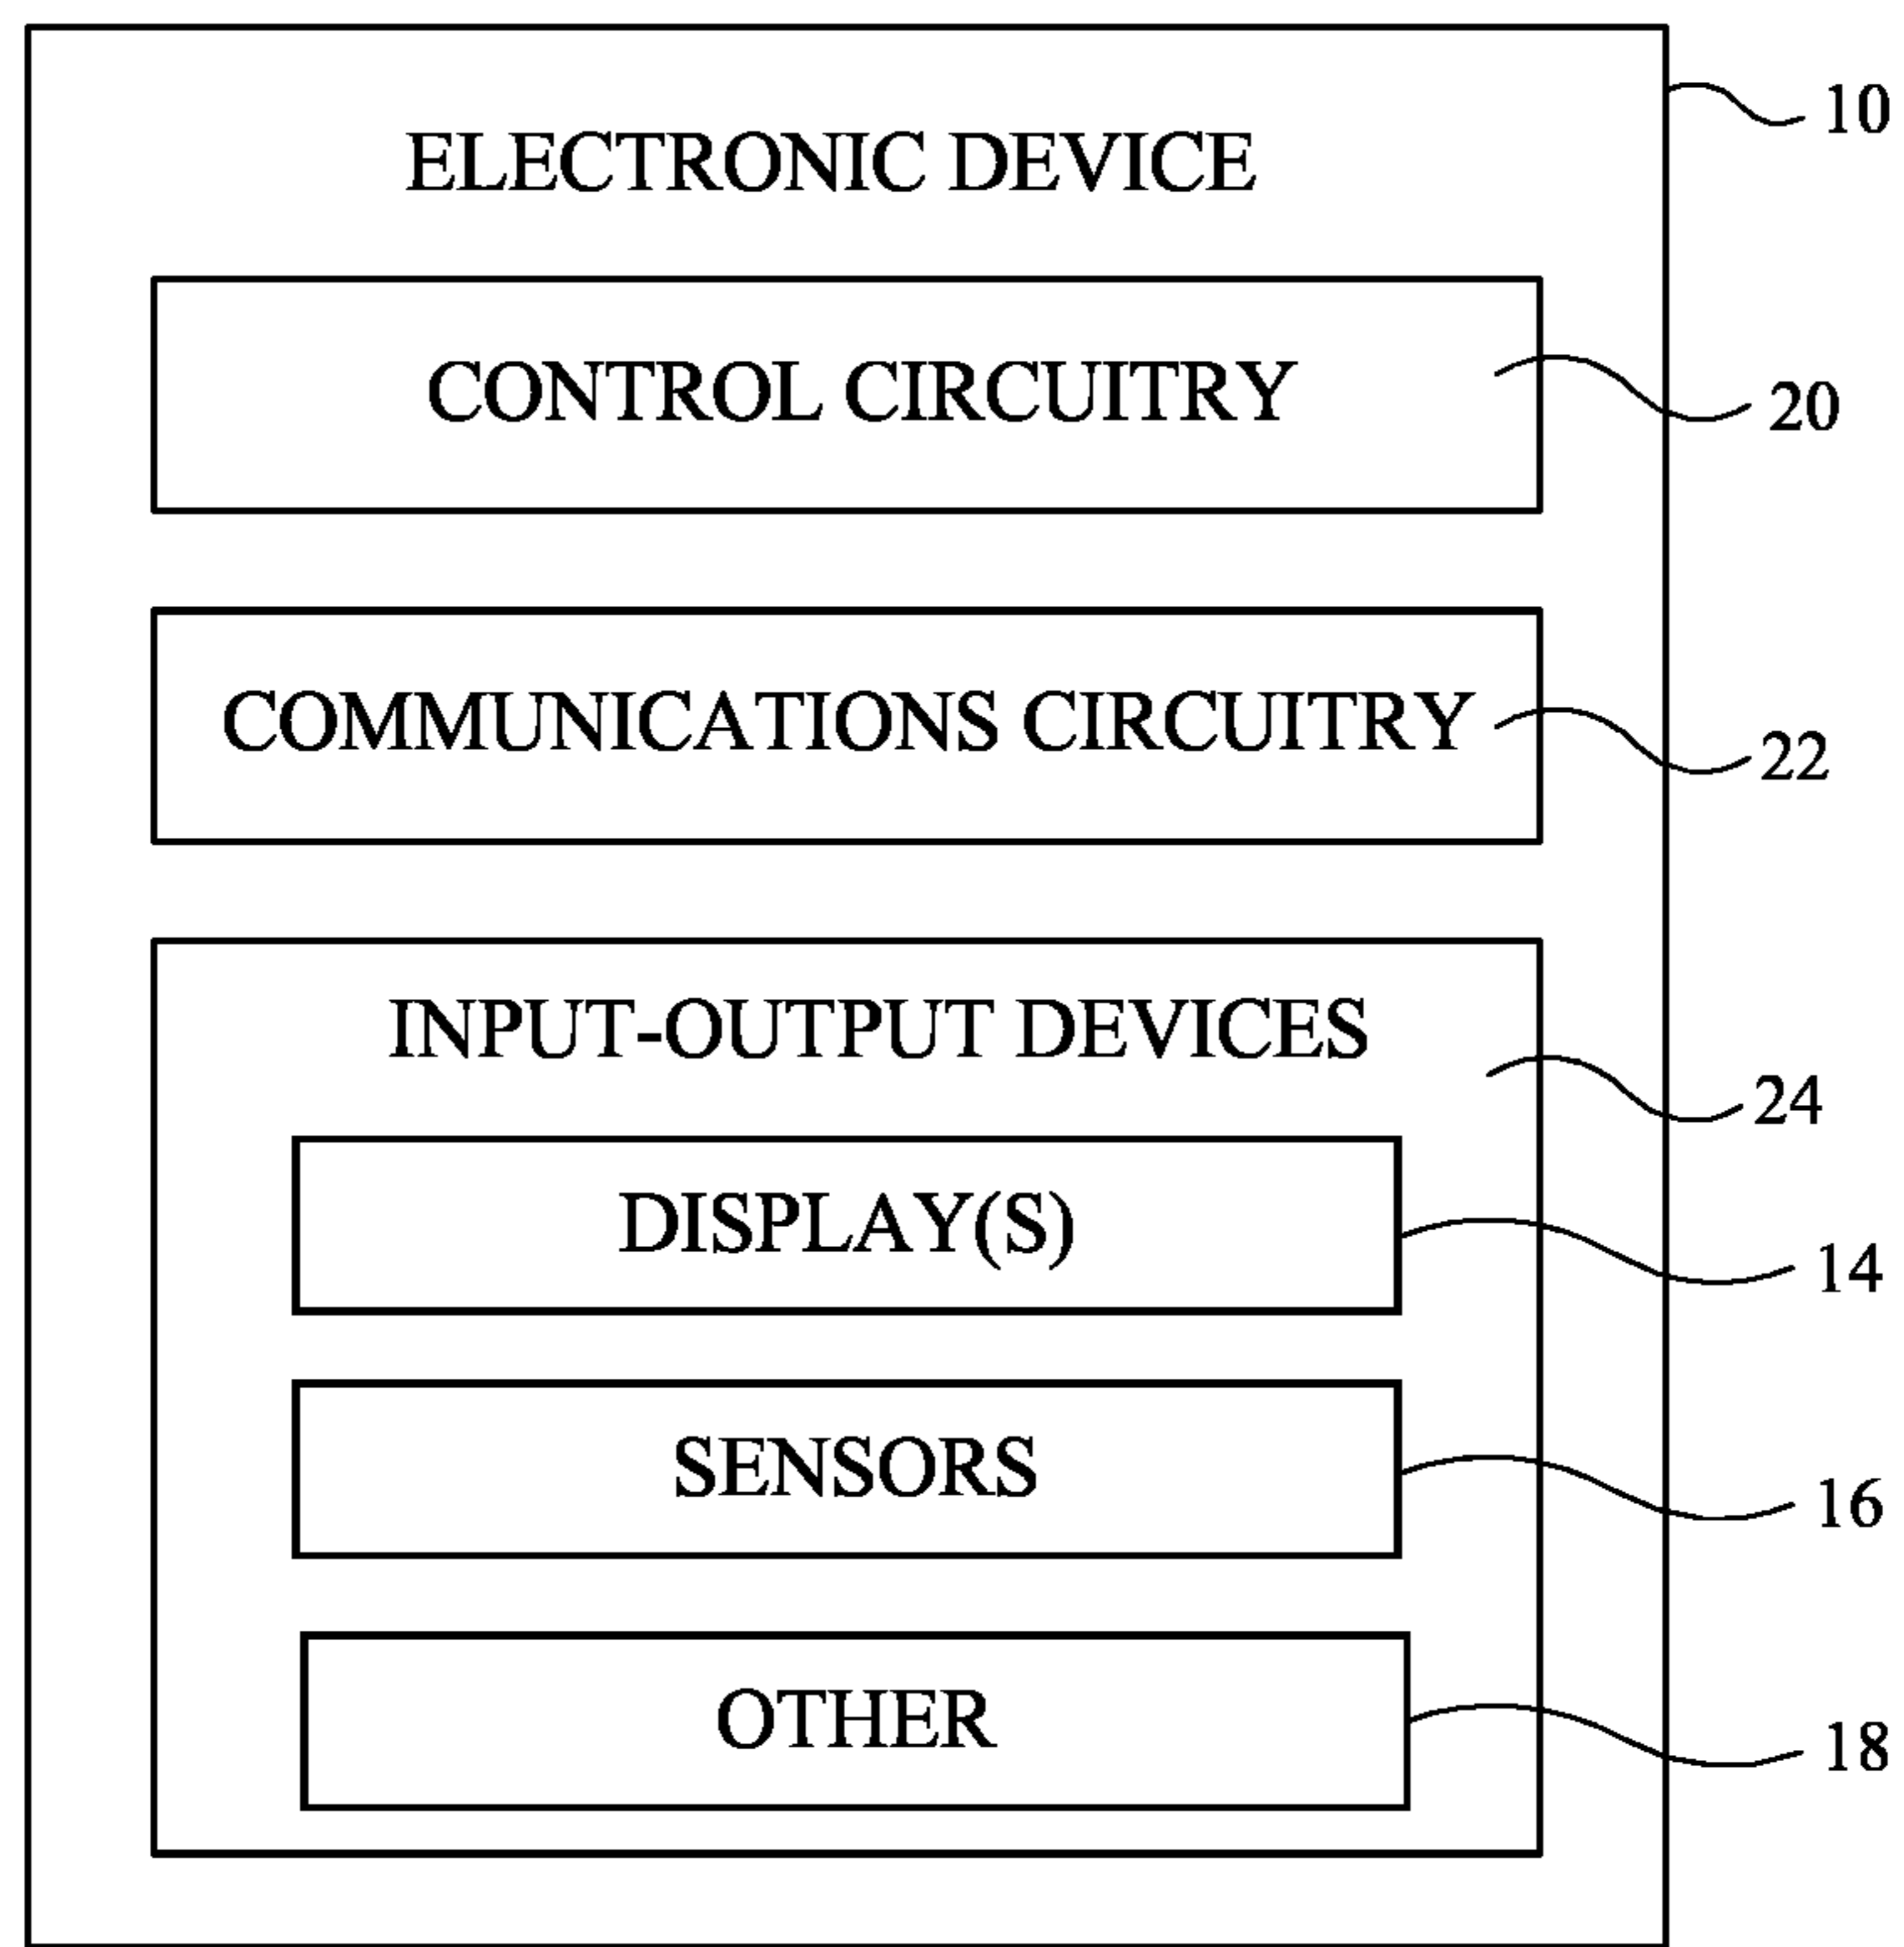 10
ELECTRONIC DEVICE
CONTROL CIRCUITRY
20
COMMUNICATIONS CIRCUITRY
22
INPUT-OUTPUT DEVICES
24
DISPLAY(S)
14
SENSORS
16
OTHER
18